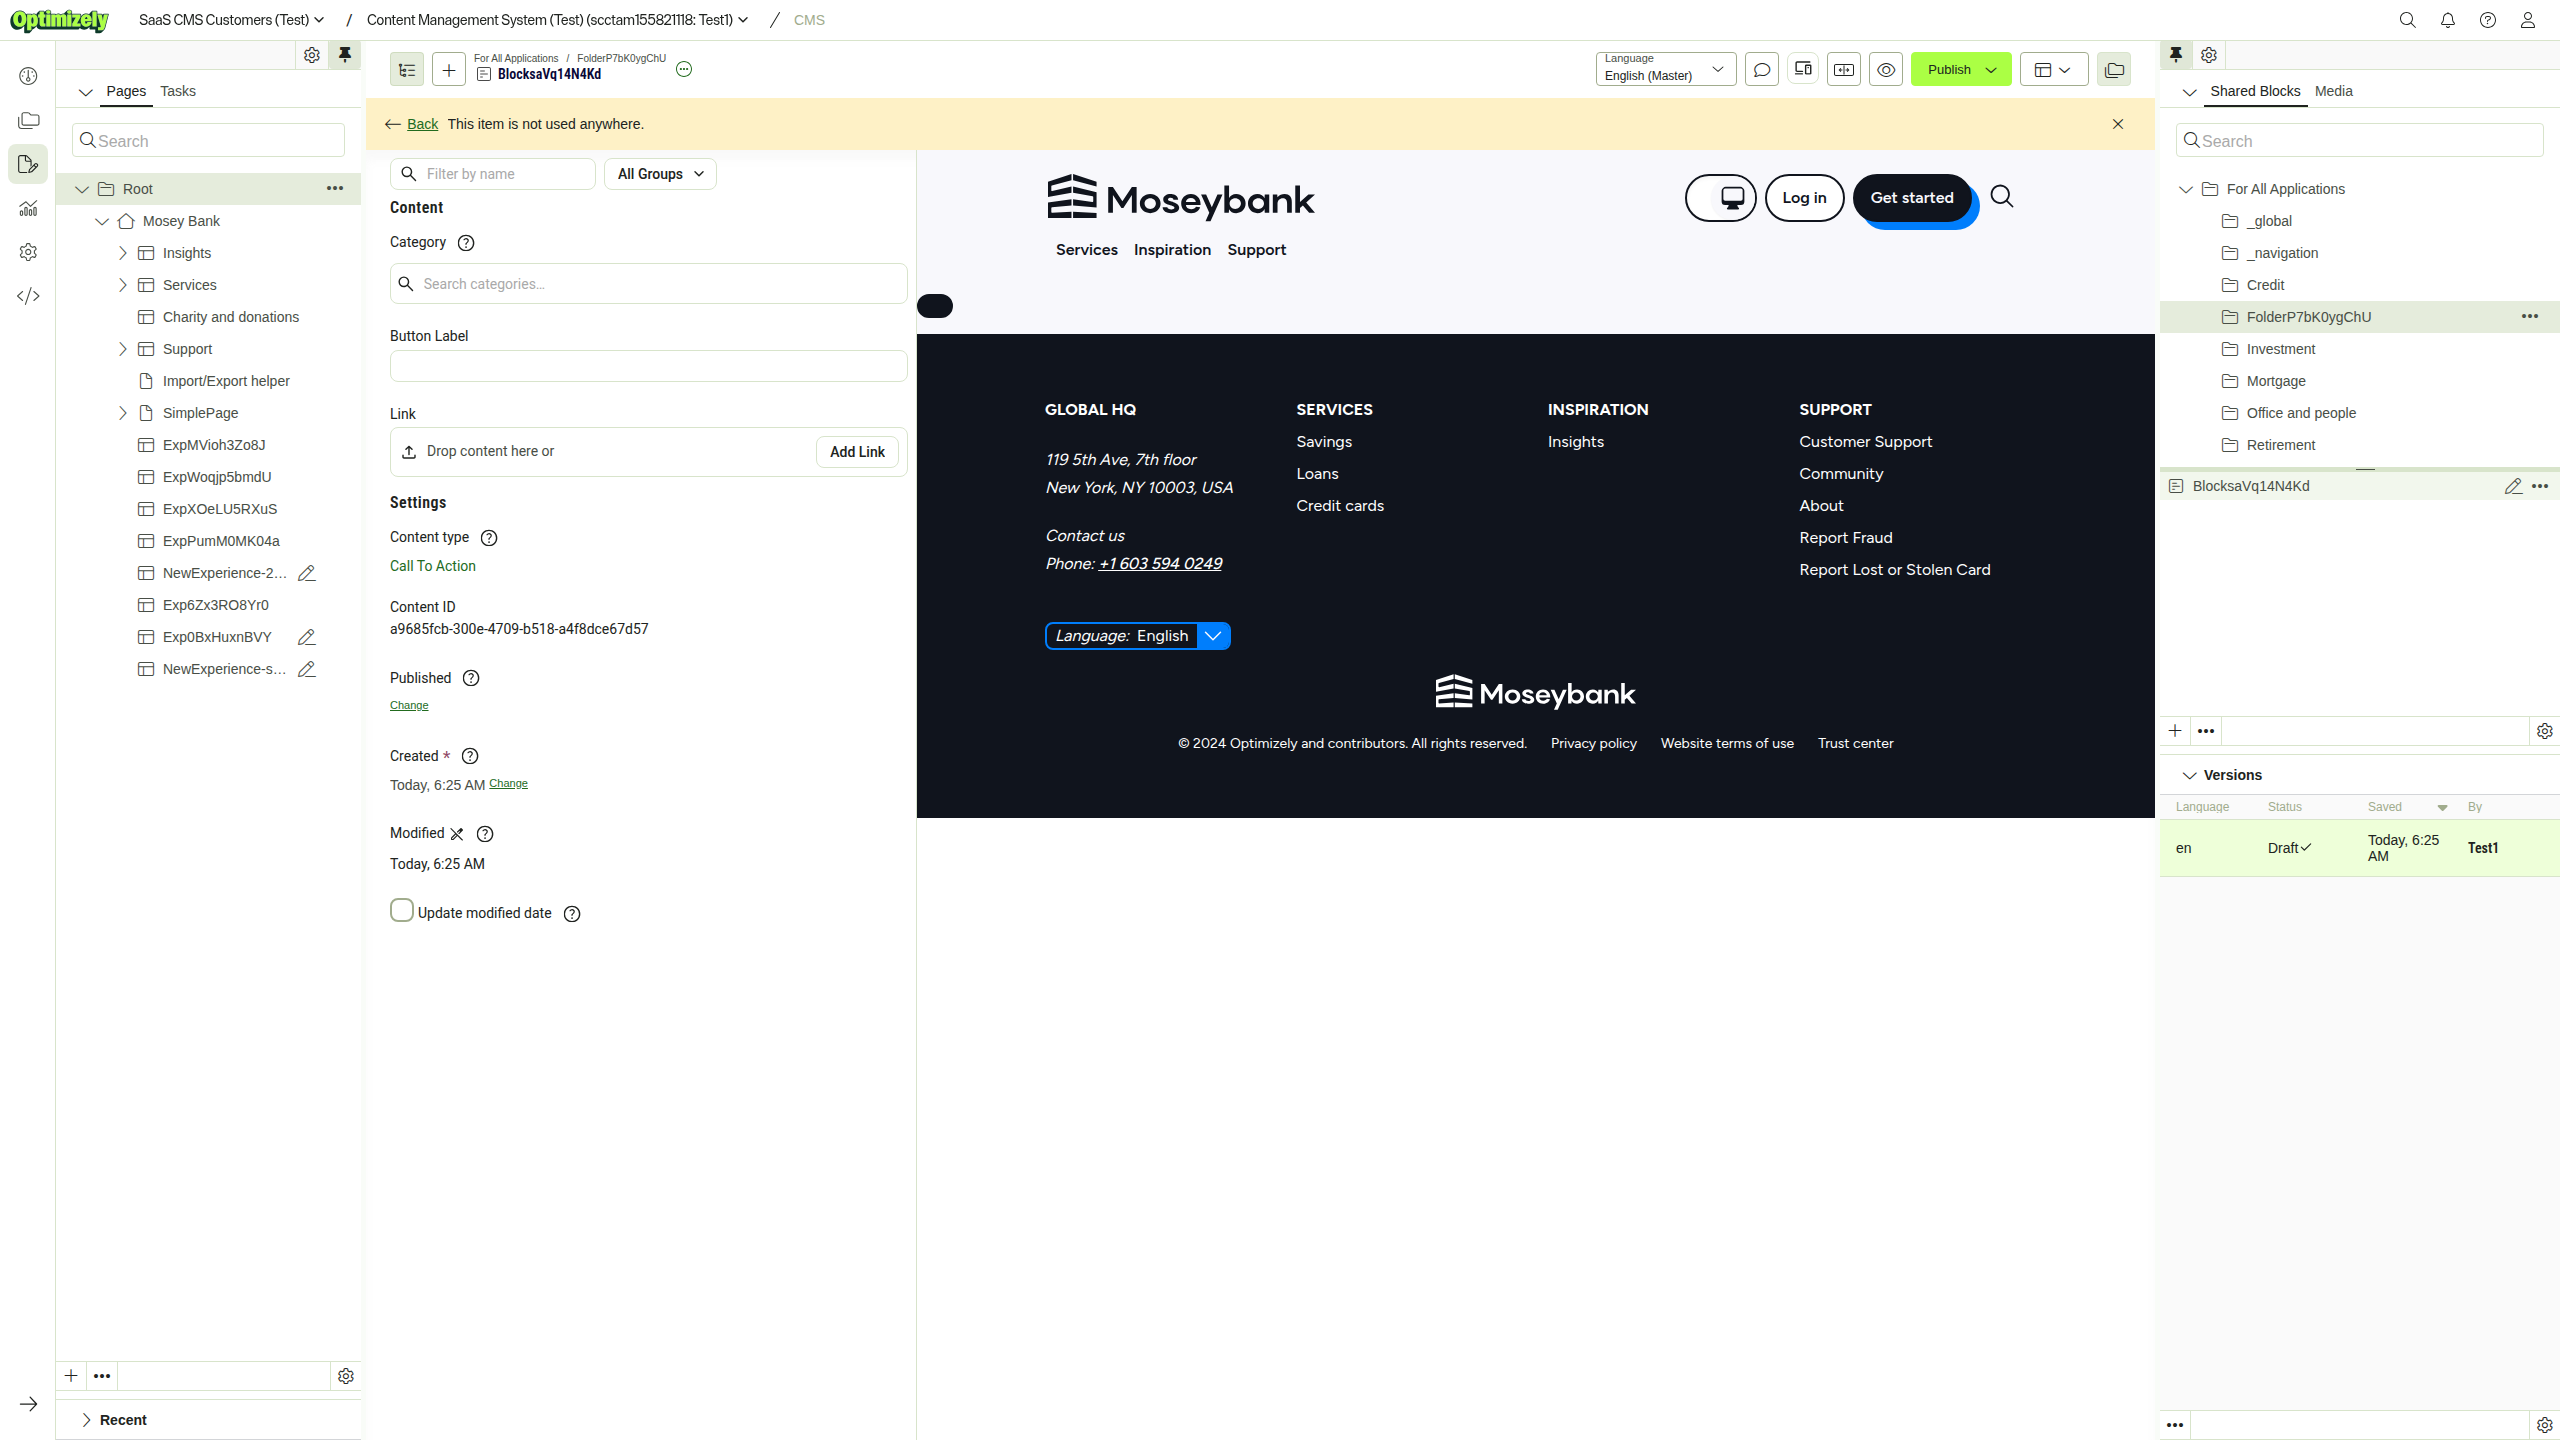 Optimizely
SaaS CMS Customers (Test) / Content Management System (Test) (scctam155821118: Test1) / CMS
Pages Tasks
Search
Root
Mosey Bank
Insights
Services
Charity and donations
Support
Import/Export helper
SimplePage
ExpMVioh3Zo8J
ExpWoqjp5bmdU
ExpXOeLU5RXuS
ExpPumM0MK04a
NewExperience-2...
Exp6Zx3RO8Yr0
Exp0BxHuxnBVY
NewExperience-s...
Recent
For All Applications / FolderP7bK0ygChU
BlocksaVq14N4Kd
Language
English (Master)
Publish
Back This item is not used anywhere.
Filter by name All Groups
Content
Category
Search categories...
Button Label
Link
Drop content here or Add Link
Settings
Content type
Call To Action
Content ID
a9685fcb-300e-4709-b518-a4f8dce67d57
Published
Change
Created *
Today, 6:25 AM Change
Modified
Today, 6:25 AM
Update modified date
Moseybank
Log in Get started
Services Inspiration Support
GLOBAL HQ
119 5th Ave, 7th floor
New York, NY 10003, USA
Contact us
Phone: +1 603 594 0249
SERVICES
Savings
Loans
Credit cards
INSPIRATION
Insights
SUPPORT
Customer Support
Community
About
Report Fraud
Report Lost or Stolen Card
Language: English
Moseybank
© 2024 Optimizely and contributors. All rights reserved. Privacy policy Website terms of use Trust center
Shared Blocks Media
Search
For All Applications
_global
_navigation
Credit
FolderP7bK0ygChU
Investment
Mortgage
Office and people
Retirement
BlocksaVq14N4Kd
Versions
Language Status Saved By
en Draft Today, 6:25 AM Test1